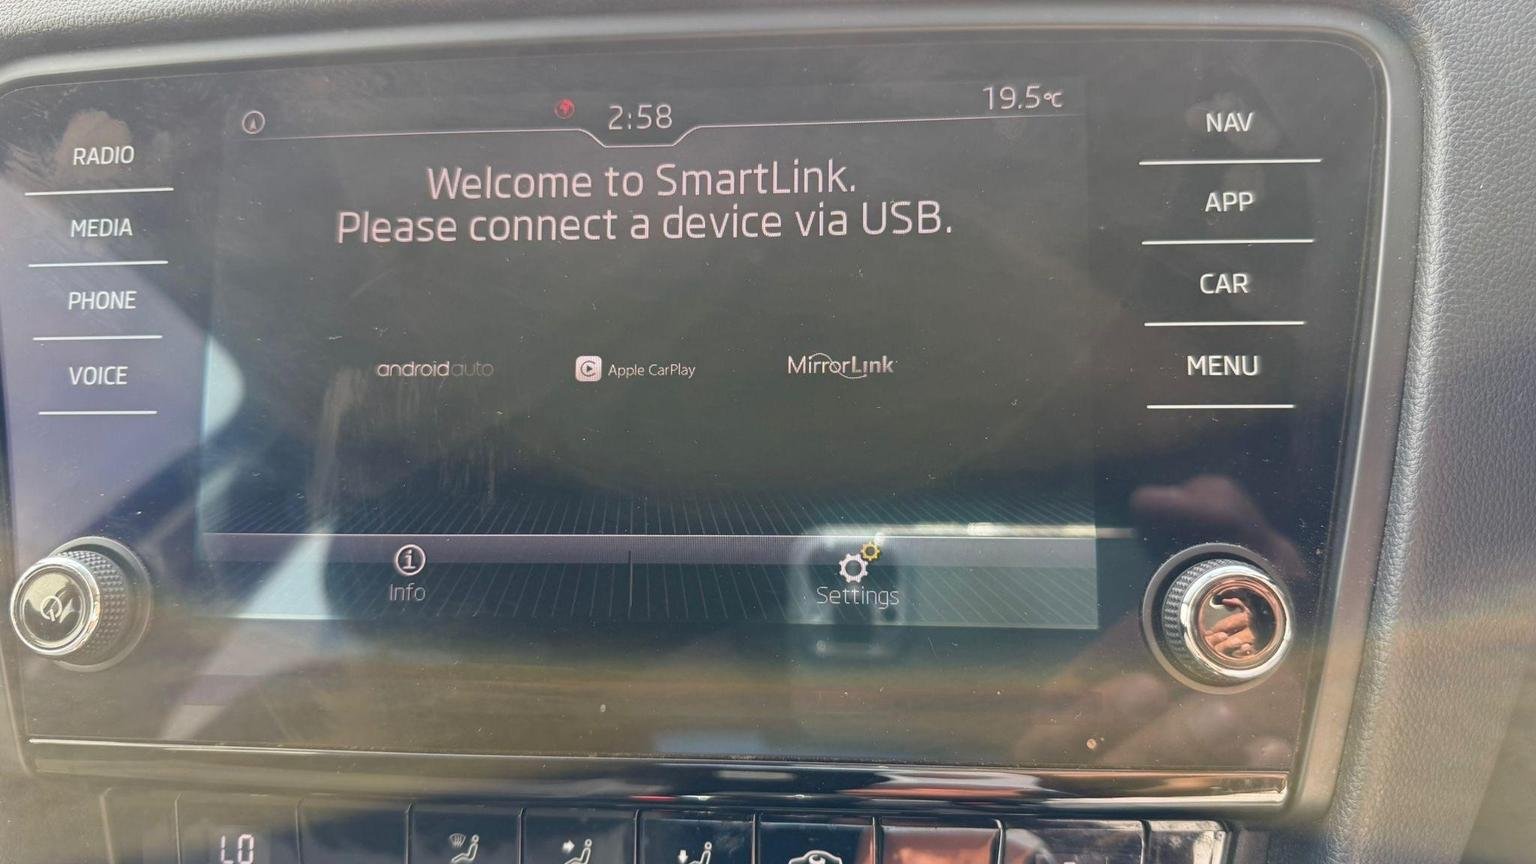 2:58
19.5°C
RADIO
MEDIA
PHONE
VOICE
Welcome to SmartLink.
Please connect a device via USB.
androidauto
Apple CarPlay
MirrorLink
Info
Settings
NAV
APP
CAR
MENU
LO